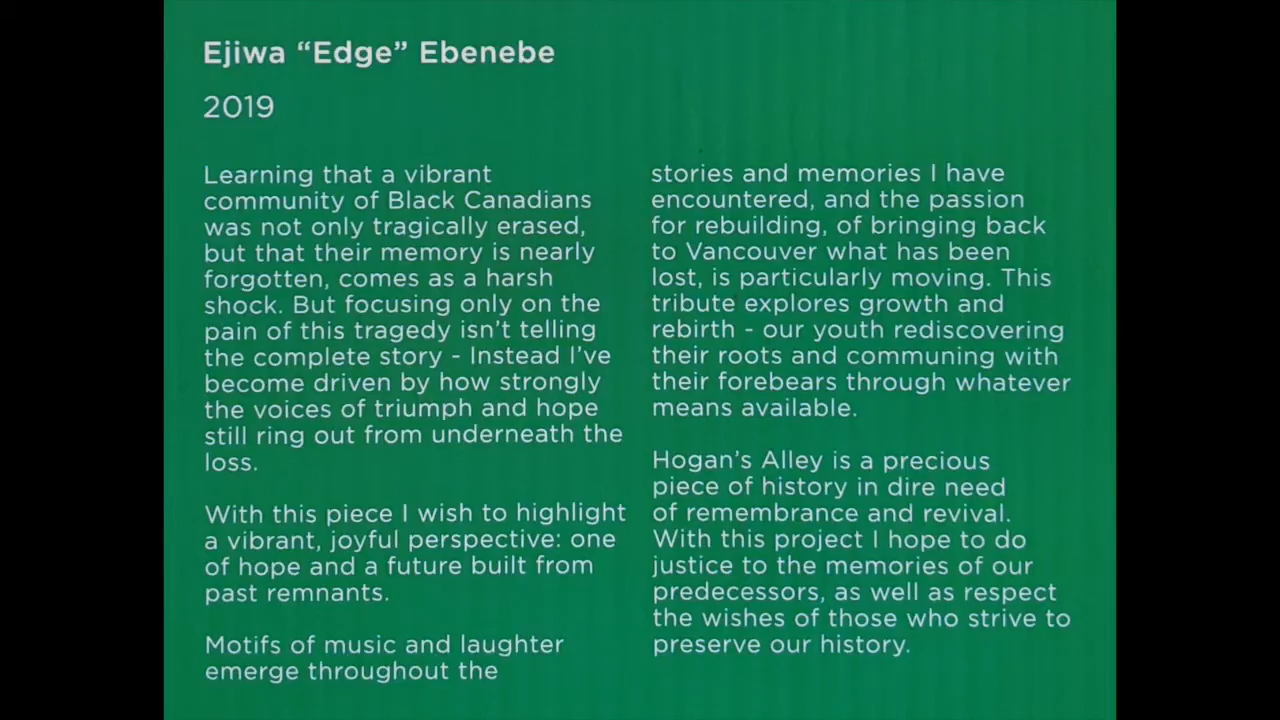 Ejiwa “Edge” Ebenebe
2019
Learning that a vibrant
community of Black Canadians
was not only tragically erased,
but that their memory is nearly
forgotten, comes as a harsh
shock. But focusing only on the
pain of this tragedy isn’t telling
the complete story - Instead I’ve
become driven by how strongly
the voices of triumph and hope
still ring out from underneath the
loss.
With this piece I wish to highlight
a vibrant, joyful perspective: one
of hope and a future built from
past remnants.
Motifs of music and laughter
emerge throughout the
stories and memories I have
encountered, and the passion
for rebuilding, of bringing back
to Vancouver what has been
lost, is particularly moving. This
tribute explores growth and
rebirth - our youth rediscovering
their roots and communing with
their forebears through whatever
means available.
Hogan’s Alley is a precious
piece of history in dire need
of remembrance and revival.
With this project I hope to do
justice to the memories of our
predecessors, as well as respect
the wishes of those who strive to
preserve our history.